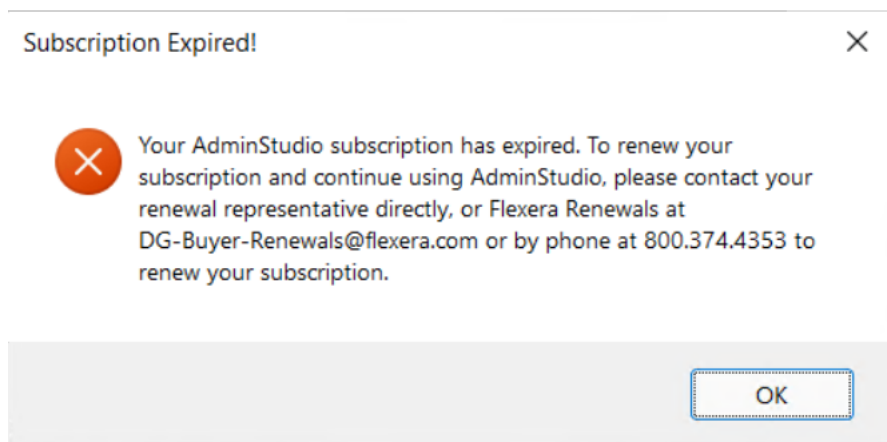 Subscription Expired!
Your AdminStudio subscription has expired. To renew your
subscription and continue using AdminStudio, please contact your
renewal representative directly, or Flexera Renewals at
DG-Buyer-Renewals@flexera.com or by phone at 800.374.4353 to
renew your subscription.
OK